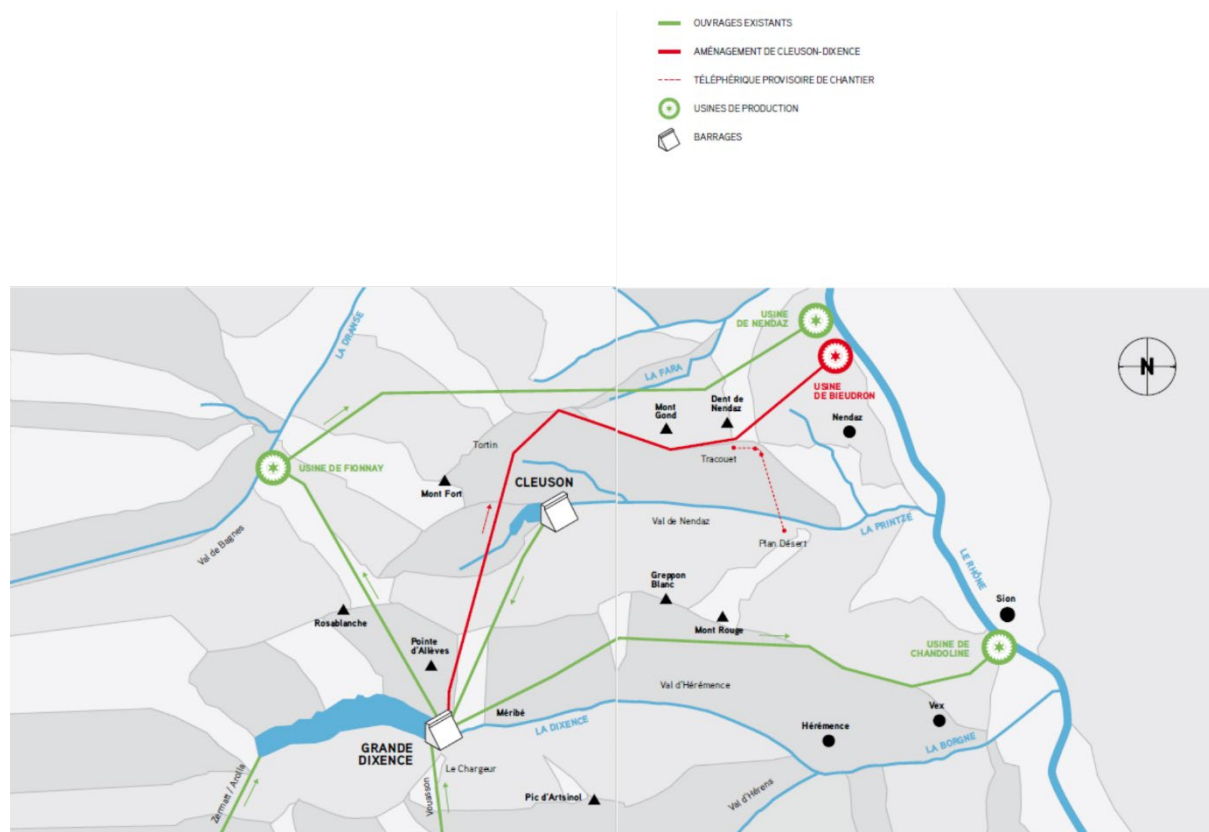 OUVRAGES EXISTANTS
AMÉNAGEMENT DE CLEUSON-DIXENCE
TÉLÉPHÉRIQUE PROVISOIRE DE CHANTIER
USINES DE PRODUCTION
BARRAGES
LA DRANSE
USINE
DE NENDAZ
LA FARA
N
USINE
DE BIEUDRON
Mont
Gond
Dent de
Nendaz
Nendaz
Tortin
Tracouet
USINE DE FIONNAY
Mont Fort
CLEUSON
Val de Nendaz
LA PRINTZE
Val de Bagnes
Plan Désert
LE RHÔNE
Greppon
Blanc
Sion
Rosablanche
Mont Rouge
Pointe
d'Allèves
USINE DE
CHANDOLINE
Val d'Hérémence
Méribé
LA DIXENCE
Vex
Hérémence
LA BORGNE
GRANDE
DIXENCE
Le Chargeur
Zermatt / Arolla
Vouasson
Pic d'Artsinol
Val d'Hérens